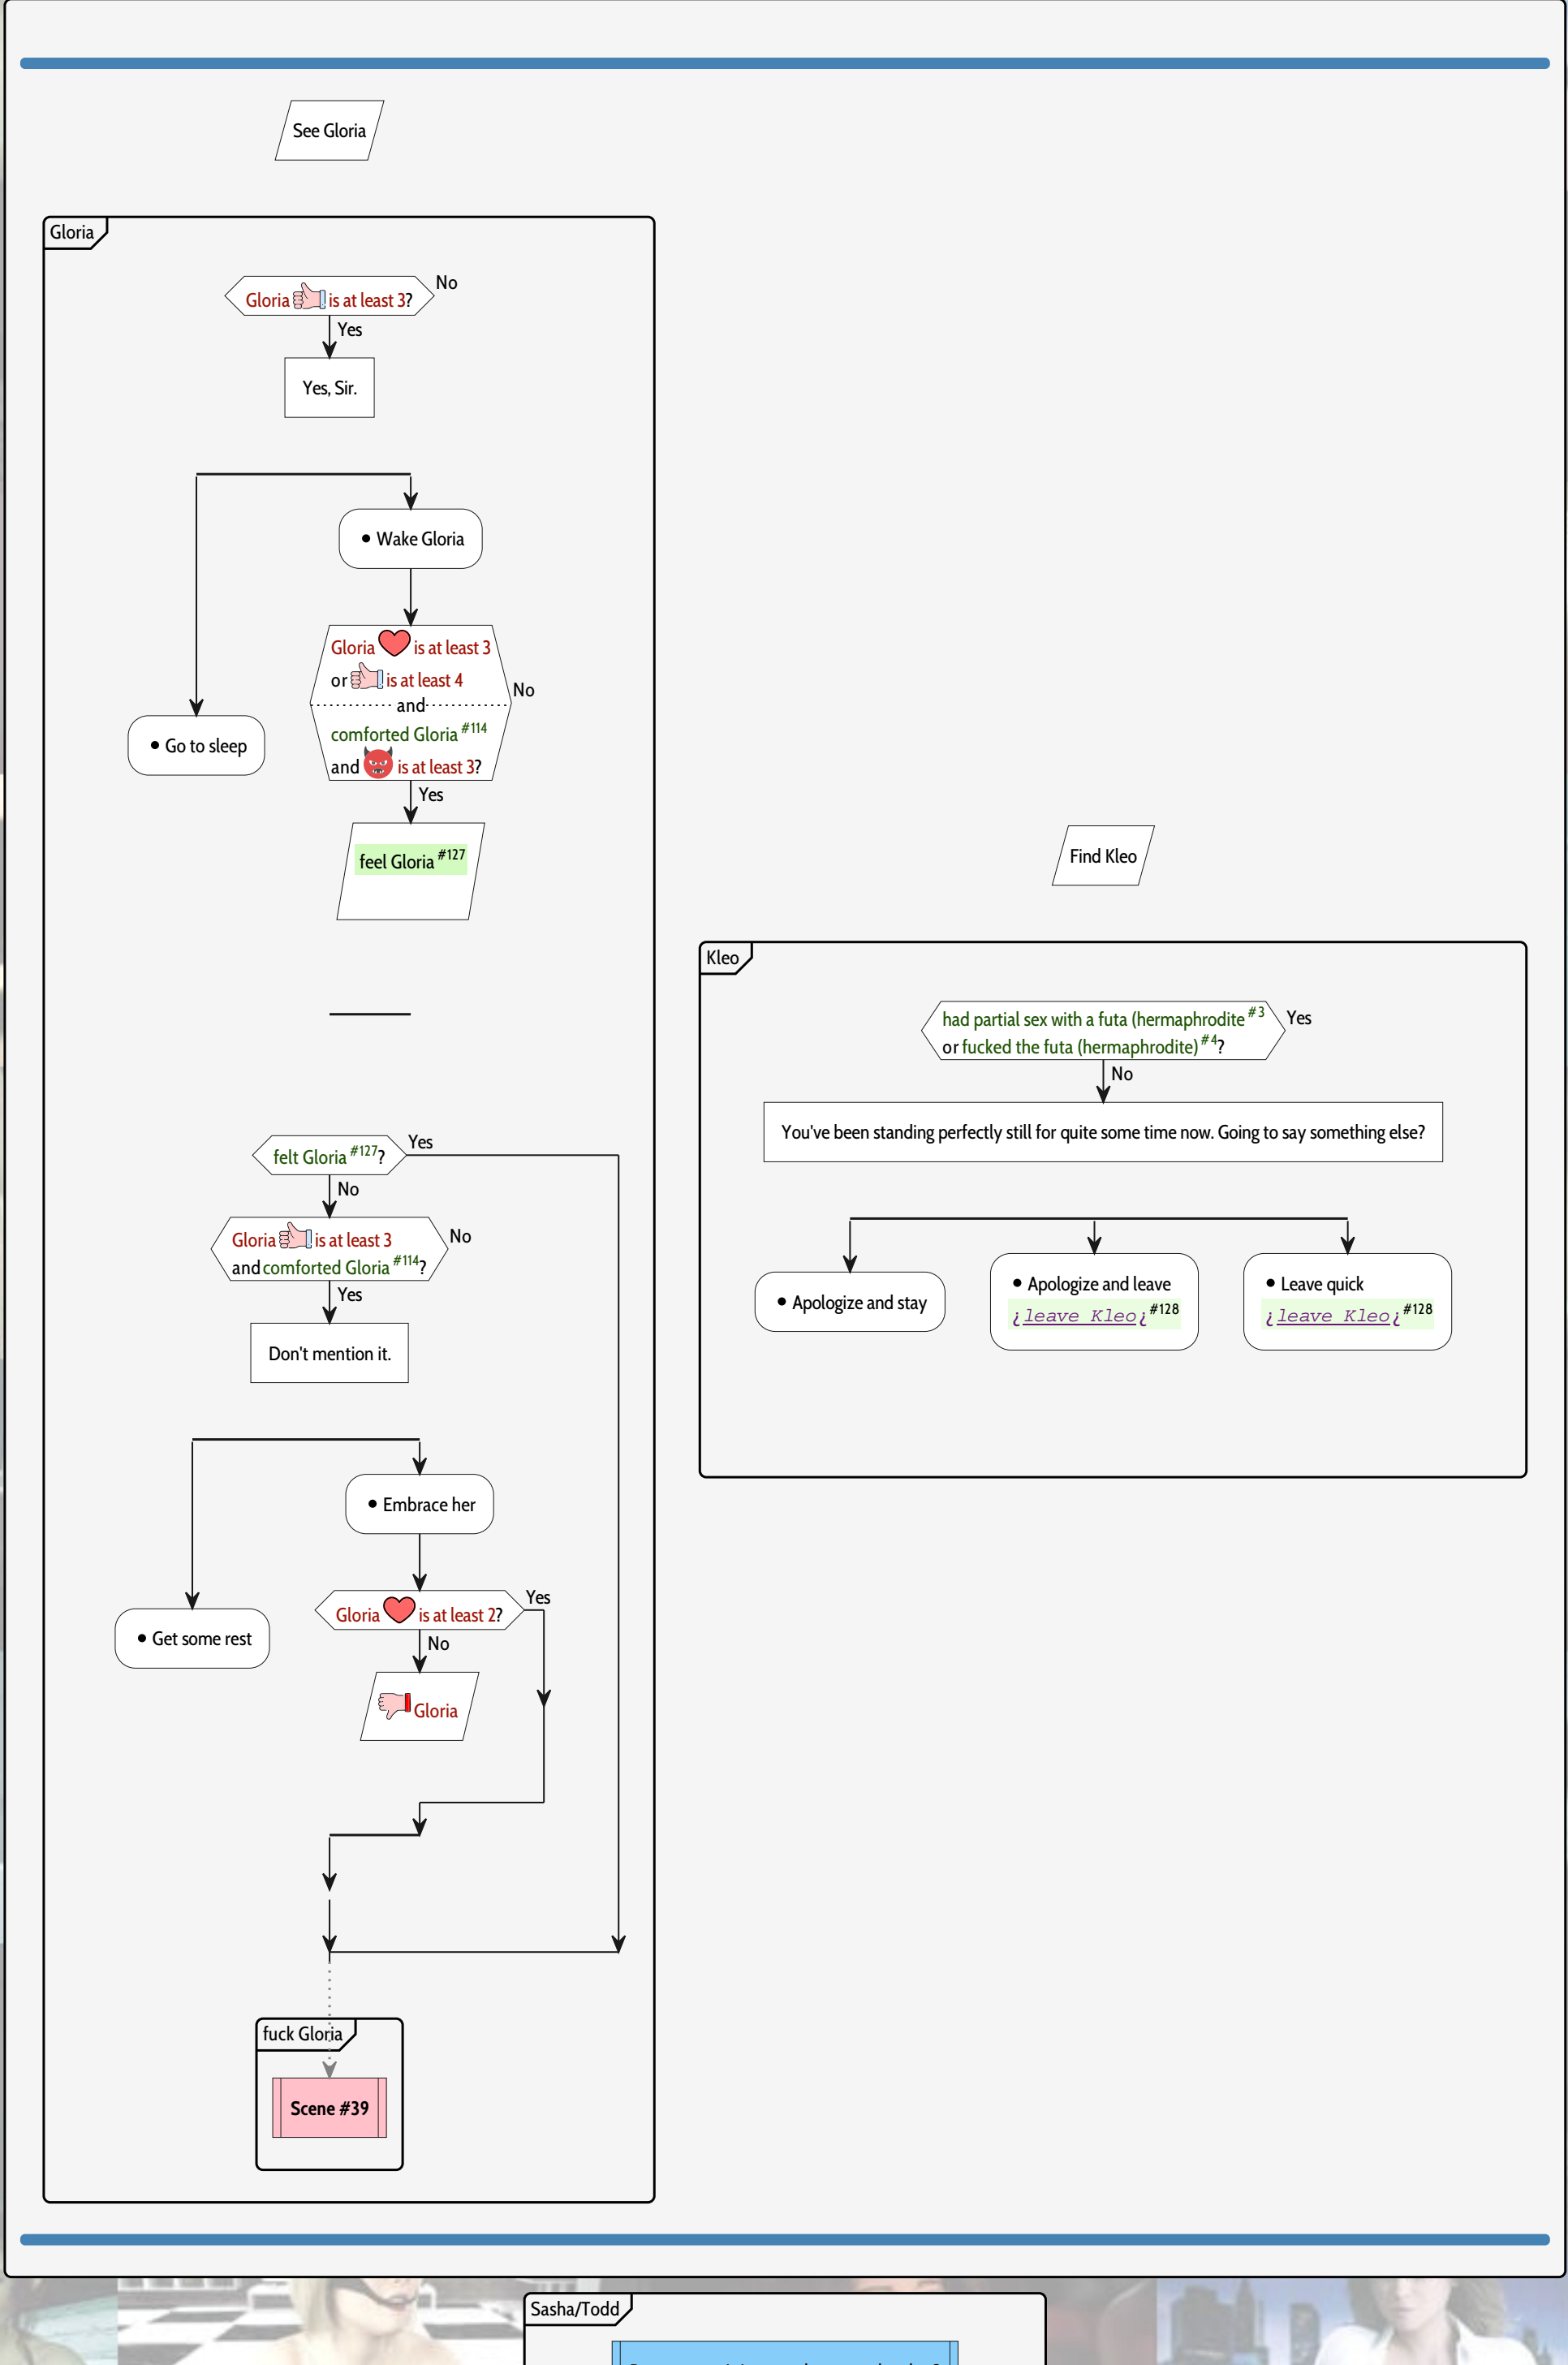 See Gloria
Gloria
Gloria is at least 3?
No
Yes
Yes, Sir.
• Wake Gloria
Gloria is at least 3
or is at least 4
and
comforted Gloria #114
and is at least 3?
No
Yes
• Go to sleep
feel Gloria #127
felt Gloria #127?
Yes
No
Gloria is at least 3
and comforted Gloria #114?
No
Yes
Don't mention it.
• Embrace her
Gloria is at least 2?
Yes
No
• Get some rest
Gloria
fuck Gloria
Scene #39
Find Kleo
Kleo
had partial sex with a futa (hermaphrodite #3
or fucked the futa (hermaphrodite) #4?
Yes
No
You've been standing perfectly still for quite some time now. Going to say something else?
• Apologize and stay
• Apologize and leave
¿leave Kleo¿ #128
• Leave quick
¿leave Kleo¿ #128
Sasha/Todd